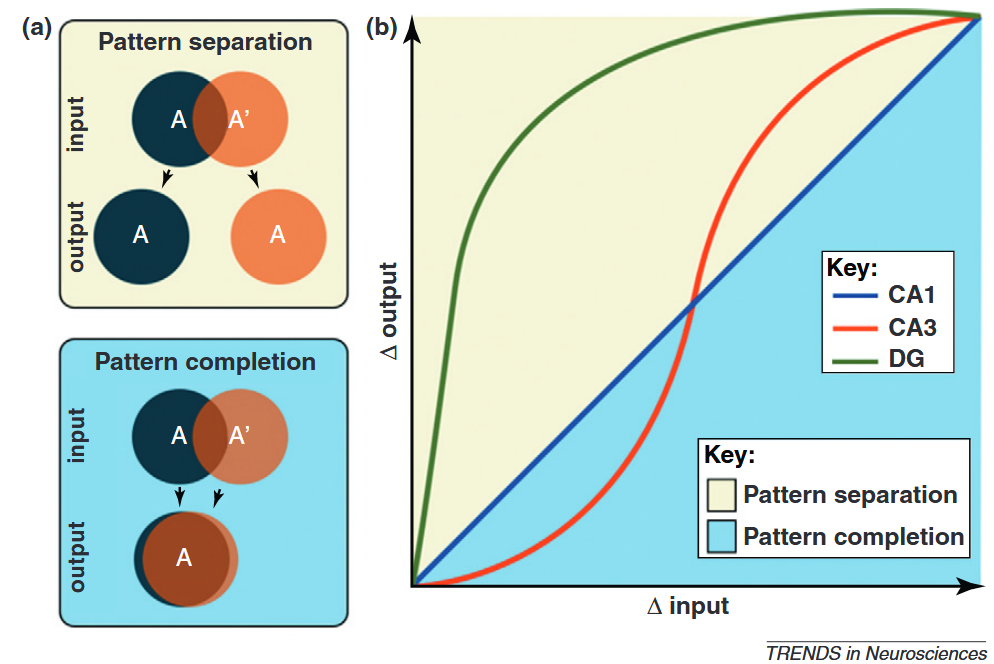 (a)
Pattern separation
input
A A’
output
A A
Pattern completion
input
A A’
output
A
(b)
Δ output
Δ input
Key:
CA1
CA3
DG
Key:
Pattern separation
Pattern completion
TRENDS in Neurosciences